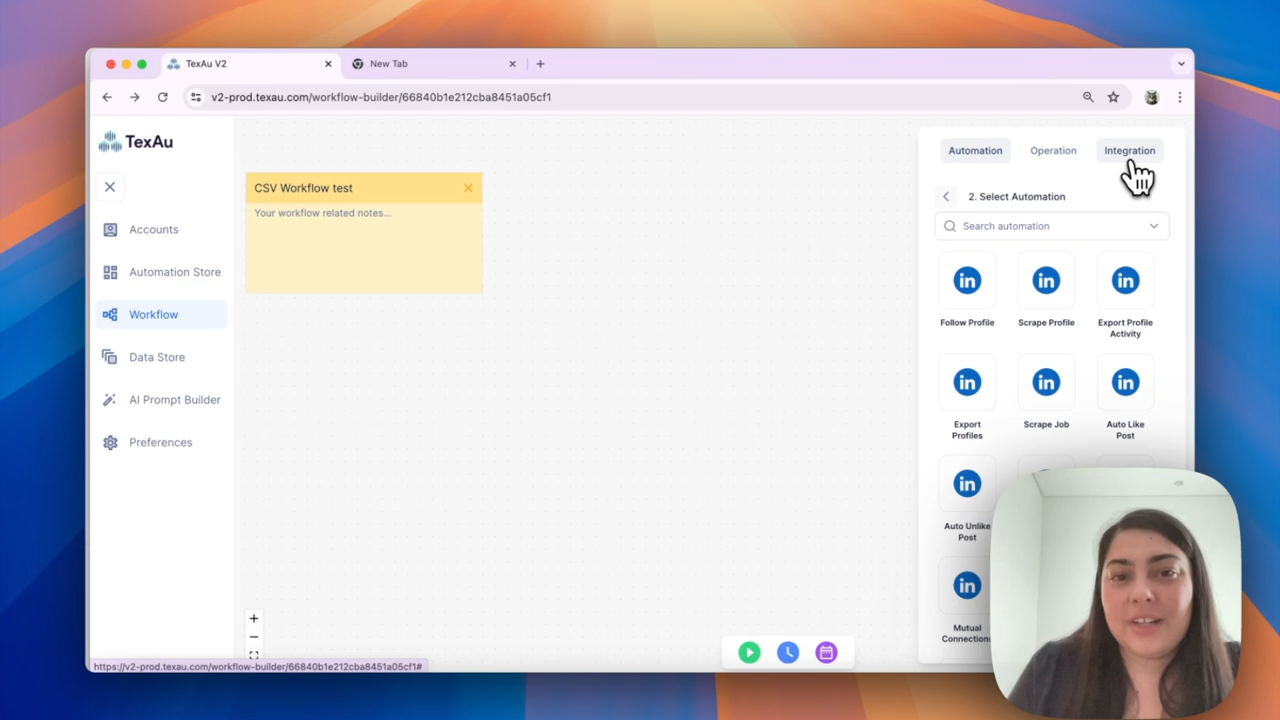 TexAu V2
New Tab
v2-prod.texau.com/workflow-builder/66840b1e212cba8451a05cf1
TexAu
Accounts
Automation Store
Workflow
Data Store
AI Prompt Builder
Preferences
CSV Workflow test
Your workflow related notes...
Automation
Operation
Integration
2. Select Automation
Search automation
Follow Profile
Scrape Profile
Export Profile
Activity
Export
Profiles
Scrape Job
Auto Like
Post
Auto Unlike
Post
Mutual
Connections
https://v2-prod.texau.com/workflow-builder/66840b1e212cba8451a05cf1#